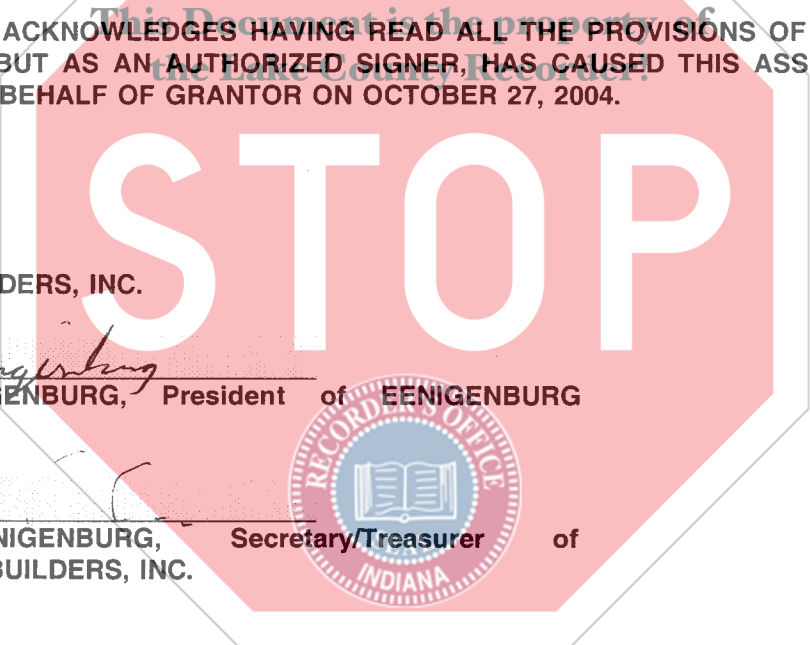 This Document is the property of
the Lake County Recorder!
ACKNOWLEDGES HAVING READ ALL THE PROVISIONS OF
BUT AS AN AUTHORIZED SIGNER, HAS CAUSED THIS ASS
BEHALF OF GRANTOR ON OCTOBER 27, 2004.
STOP
DERS, INC.
GENBURG, President of EENIGENBURG
NIGENBURG, Secretary/Treasurer of
BUILDERS, INC.
RECORDER'S OFFICE
INDIANA